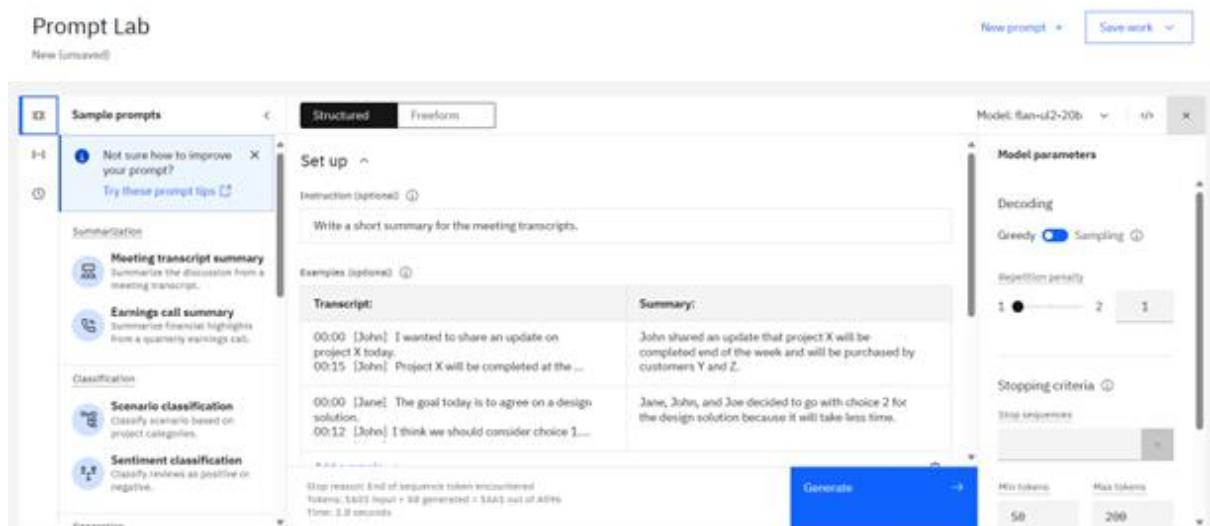 Prompt Lab
New (unsaved)
New prompt +
Save work
Sample prompts
Not sure how to improve
your prompt?
Try these prompt tips
Summarization
Meeting transcript summary
Summarize the discussion from a
meeting transcript.
Earnings call summary
Summarize financial highlights
from a quarterly earnings call.
Classification
Scenario classification
Classify scenario based on
project categories.
Sentiment classification
Classify reviews as positive or
negative.
Generation
Structured
Freeform
Set up
Instruction (optional)
Write a short summary for the meeting transcripts.
Examples (optional)
Transcript:
Summary:
00:00 [John] I wanted to share an update on
project X today.
00:15 [John] Project X will be completed at the ...
John shared an update that project X will be
completed end of the week and will be purchased by
customers Y and Z.
00:00 [Jane] The goal today is to agree on a design
solution.
00:12 [John] I think we should consider choice 1....
Jane, John, and Joe decided to go with choice 2 for
the design solution because it will take less time.
Stop reason: End of sequence token encountered
Time: 3.8 seconds
Generate
Model: flan-ul2-20b
Model parameters
Decoding
Greedy
Sampling
Repetition penalty
1
2
1
Stopping criteria
Stop sequences
Min tokens
Max tokens
50
200